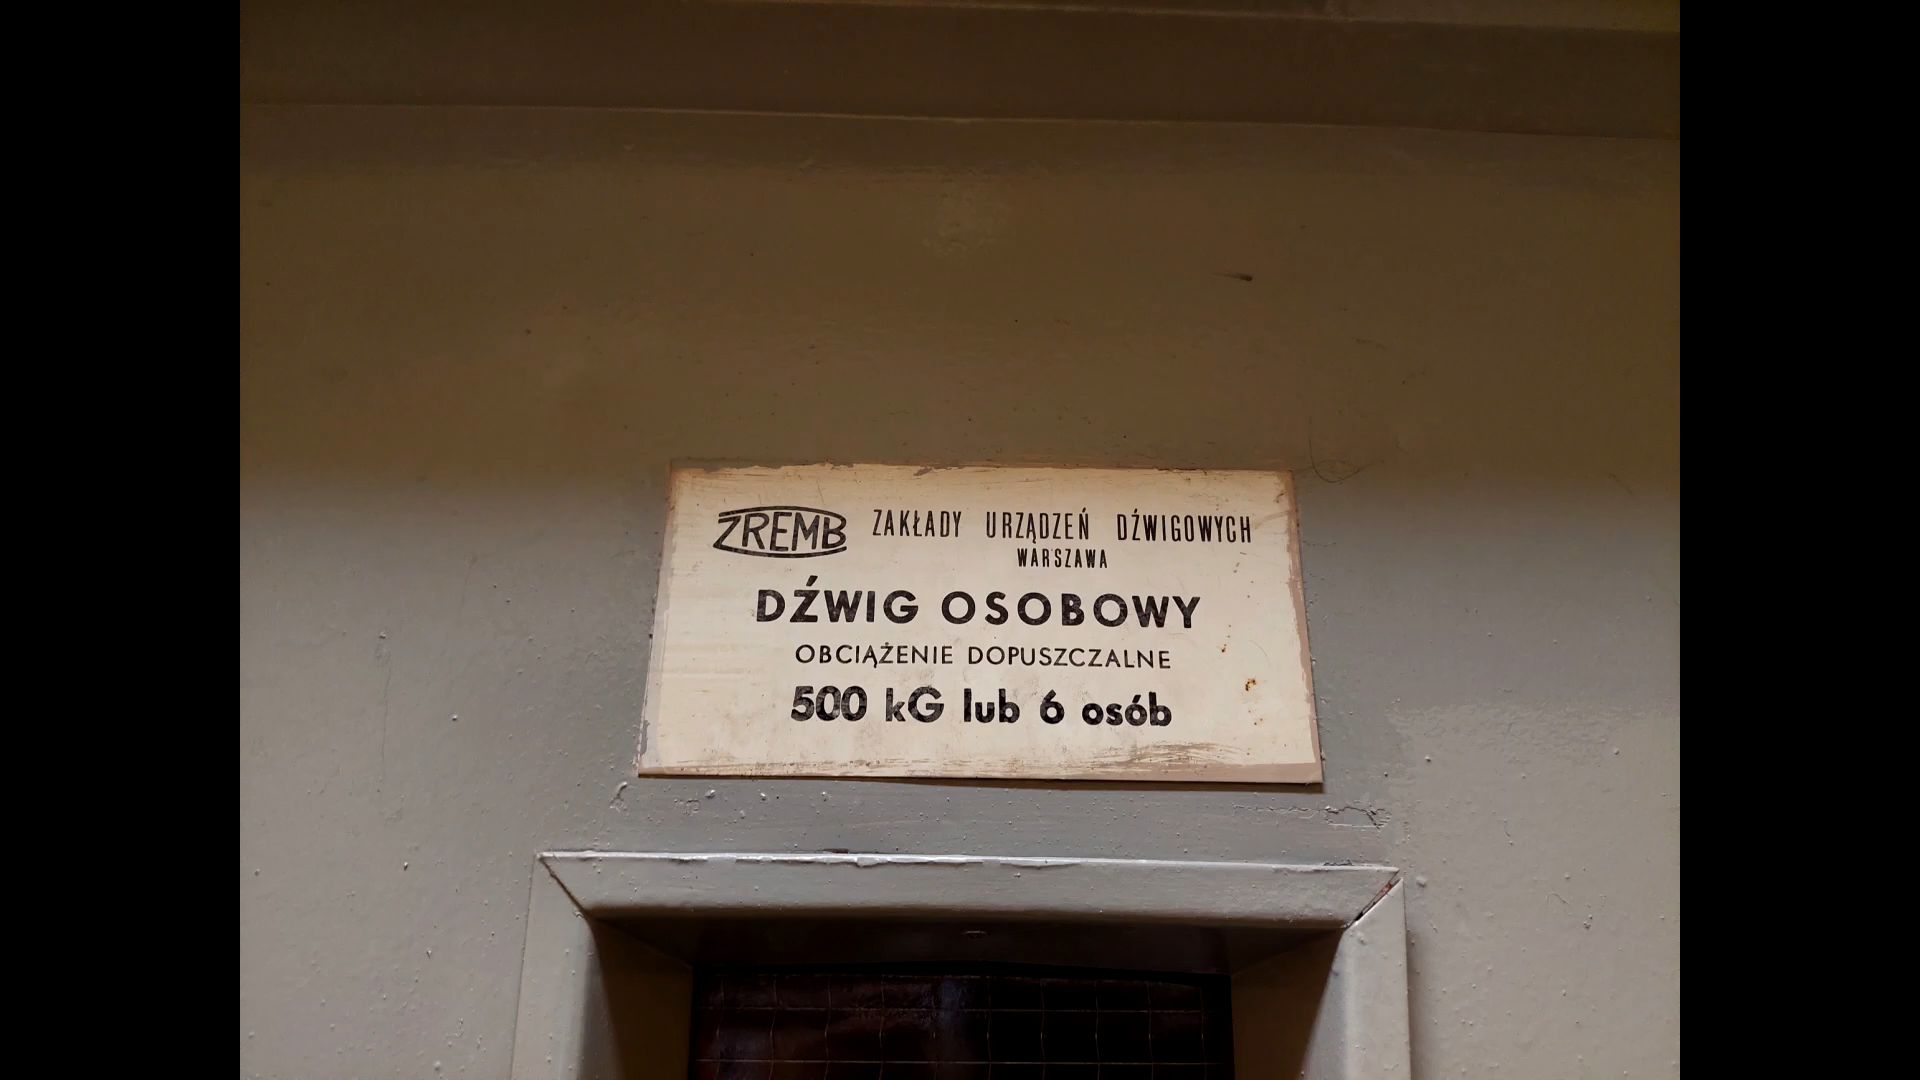 ZREMB ZAKŁADY URZĄDZEŃ DŹWIGOWYCH
WARSZAWA
DŹWIG OSOBOWY
OBCIĄŻENIE DOPUSZCZALNE
500 kG lub 6 osób